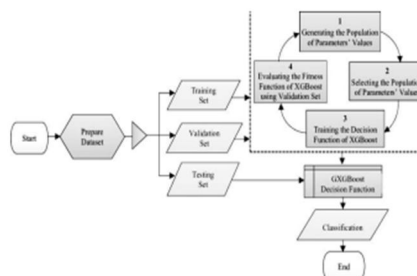 Start
Prepare
Dataset
Training
Set
Validation
Set
Testing
Set
1
Generating the Population
of Parameters' Values
2
Selecting the Population
of Parameters' Values
3
Training the Decision
Function of XGBoost
4
Evaluating the Fitness
Function of XGBoost
using Validation Set
GXGBoost
Decision Function
Classification
End